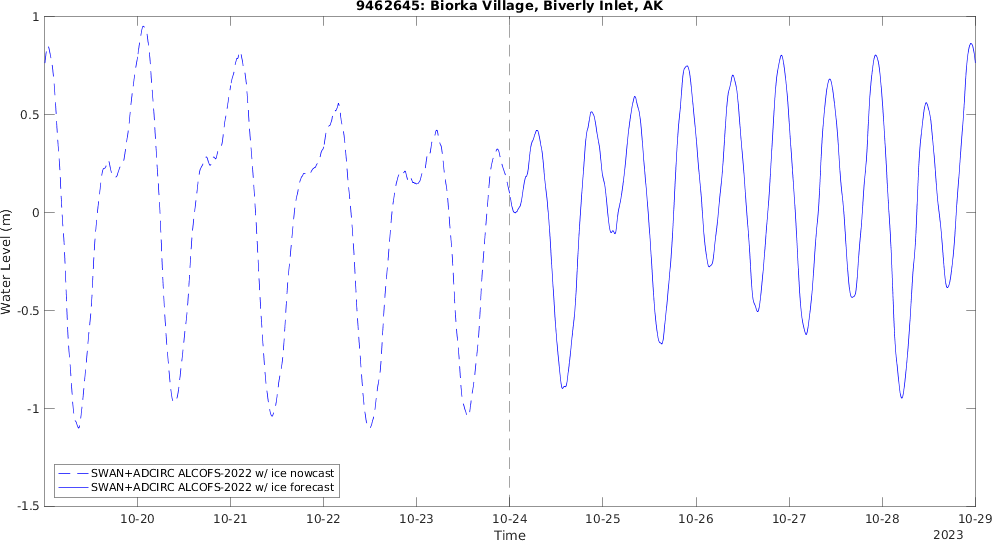 9462645: Biorka Village, Biverly Inlet, AK
Water Level (m)
1
0.5
0
-0.5
-1
-1.5
SWAN+ADCIRC ALCOFS-2022 w/ ice nowcast
SWAN+ADCIRC ALCOFS-2022 w/ ice forecast
10-20 10-21 10-22 10-23 10-24 10-25 10-26 10-27 10-28 10-29
Time
2023